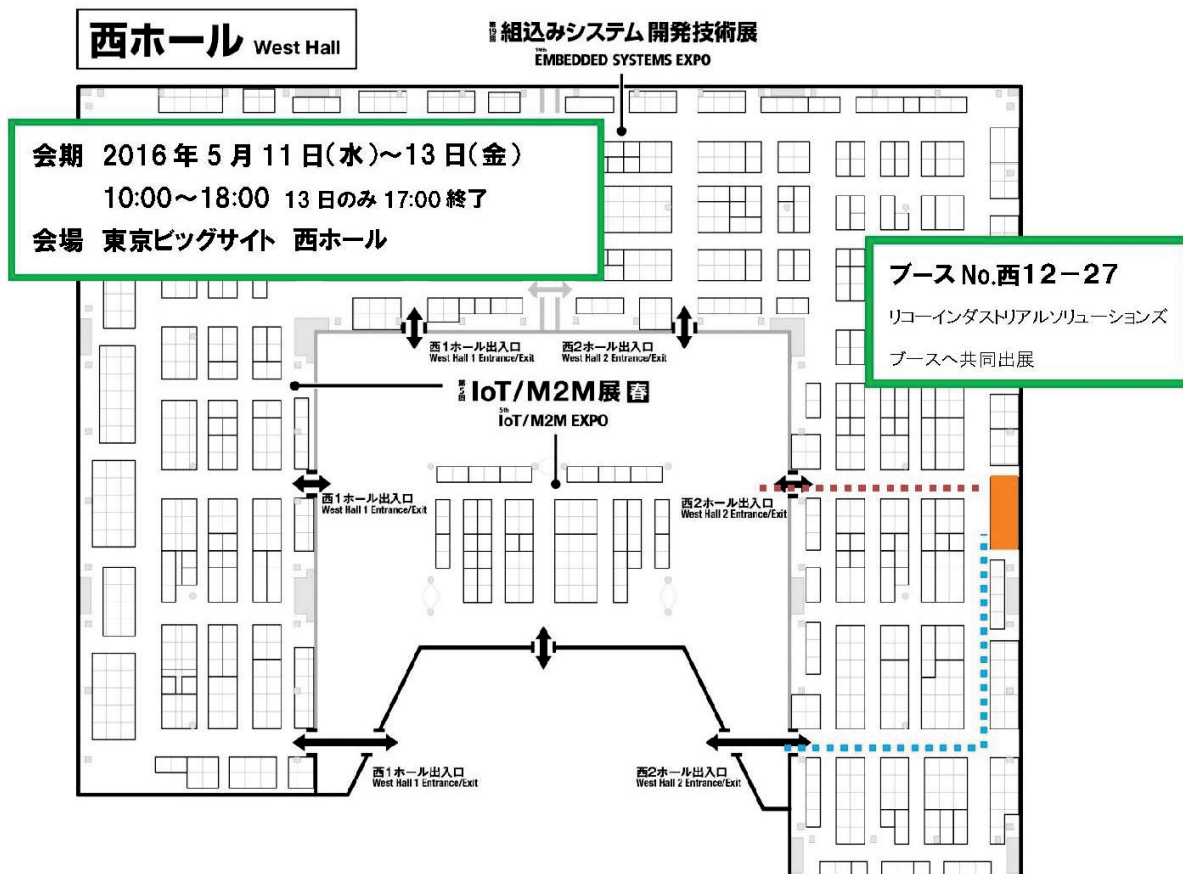 西ホール West Hall
第19回 組込みシステム 開発技術展
19th
EMBEDDED SYSTEMS EXPO
会期 2016年5月11日(水)～13日(金)
10:00～18:00 13日のみ 17:00 終了
会場 東京ビッグサイト 西ホール
ブース No.西12－27
リコーインダストリアルソリューションズ
ブースへ共同出展
西1ホール出入口
West Hall 1 Entrance/Exit
西2ホール出入口
West Hall 2 Entrance/Exit
第5回 IoT/M2M展 春
5th
IoT/M2M EXPO
西1ホール出入口
West Hall 1 Entrance/Exit
西2ホール出入口
West Hall 2 Entrance/Exit
西1ホール出入口
West Hall 1 Entrance/Exit
西2ホール出入口
West Hall 2 Entrance/Exit